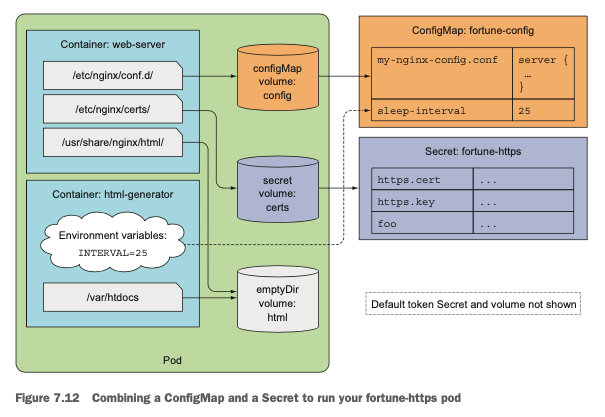 Container: web-server
/etc/nginx/conf.d/
/etc/nginx/certs/
/usr/share/nginx/html/
Container: html-generator
Environment variables:
INTERVAL=25
/var/htdocs
configMap
volume:
config
secret
volume:
certs
emptyDir
volume:
html
Pod
ConfigMap: fortune-config
my-nginx-config.conf
server {
...
}
sleep-interval
25
Secret: fortune-https
https.cert
...
https.key
...
foo
...
Default token Secret and volume not shown
Figure 7.12 Combining a ConfigMap and a Secret to run your fortune-https pod